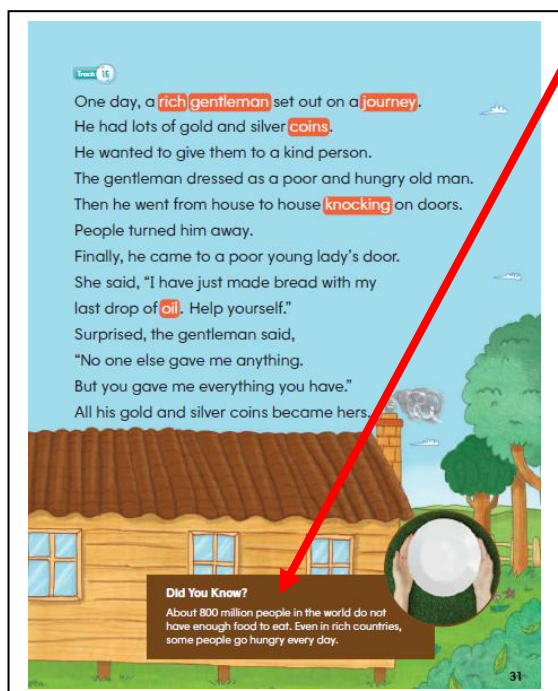 Track 15
One day, a rich gentleman set out on a journey.
He had lots of gold and silver coins.
He wanted to give them to a kind person.
The gentleman dressed as a poor and hungry old man.
Then he went from house to house knocking on doors.
People turned him away.
Finally, he came to a poor young lady's door.
She said, "I have just made bread with my
last drop of oil. Help yourself."
Surprised, the gentleman said,
"No one else gave me anything.
But you gave me everything you have."
All his gold and silver coins became hers.
Did You Know?
About 800 million people in the world do not
have enough food to eat. Even in rich countries,
some people go hungry every day.
31